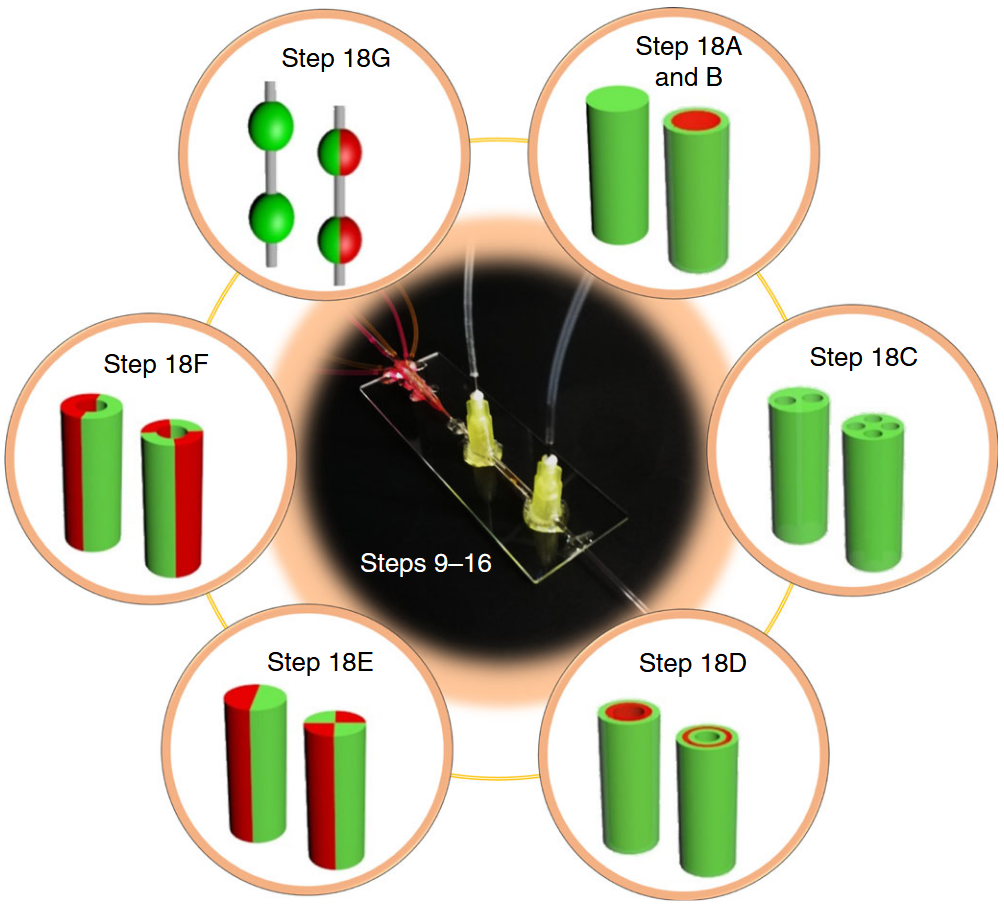 Step 18G
Step 18A
and B
Step 18F
Step 18C
Steps 9–16
Step 18E
Step 18D